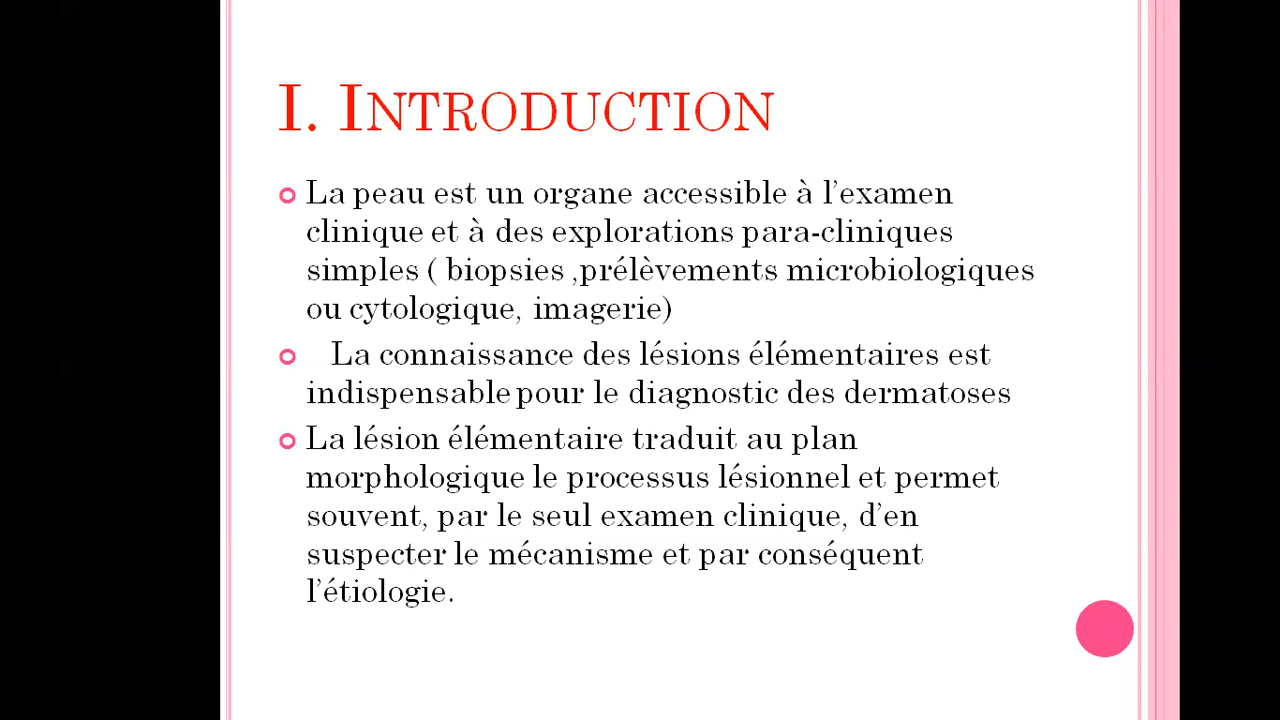 I. INTRODUCTION
La peau est un organe accessible à l’examen
clinique et à des explorations para-cliniques
simples ( biopsies ,prélèvements microbiologiques
ou cytologique, imagerie)
La connaissance des lésions élémentaires est
indispensable pour le diagnostic des dermatoses
La lésion élémentaire traduit au plan
morphologique le processus lésionnel et permet
souvent, par le seul examen clinique, d’en
suspecter le mécanisme et par conséquent
l’étiologie.